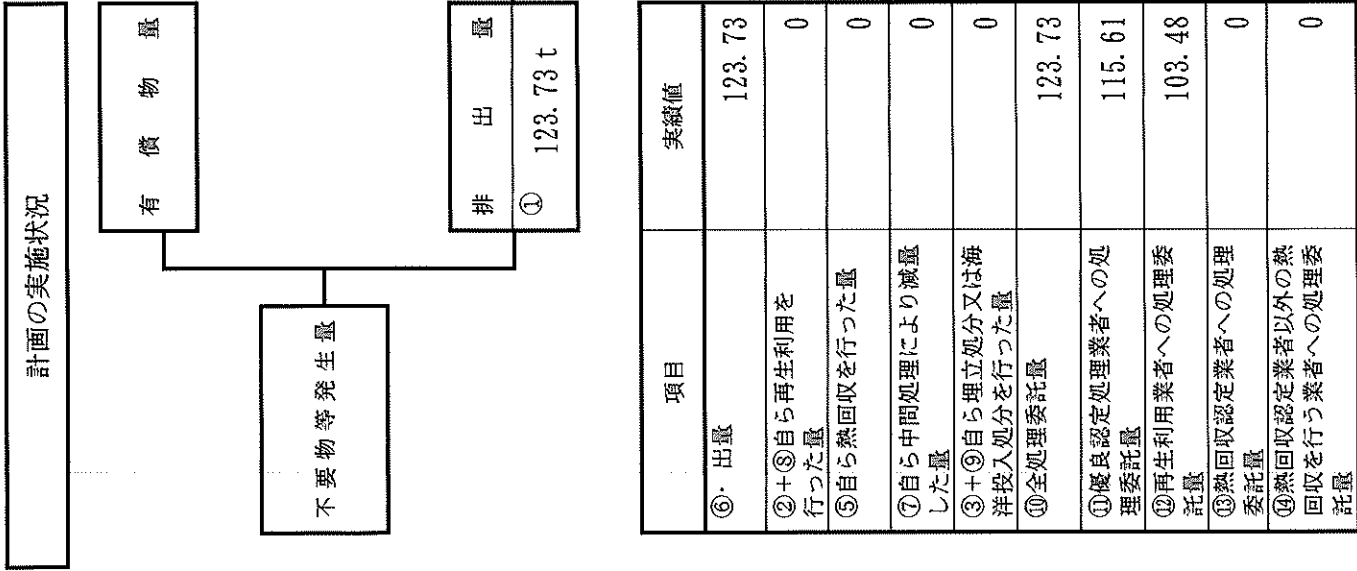 計画の実施状況
有償物量
不要物等発生量
排出量
① 123.73 t
項目 実績値
⑥・出量 123.73
②+⑧自ら再生利用を
行った量 0
⑤自ら熱回収を行った量 0
⑦自ら中間処理により減量
した量 0
③+⑨自ら埋立処分又は海
洋投入処分を行った量 0
⑩全処理委託量 123.73
⑪優良認定処理業者への処
理委託量 115.61
⑫再生利用業者への処理委
託量 103.48
⑬熱回収認定業者への処理
委託量 0
⑭熱回収認定業者以外の熱
回収を行う業者への処理委
託量 0